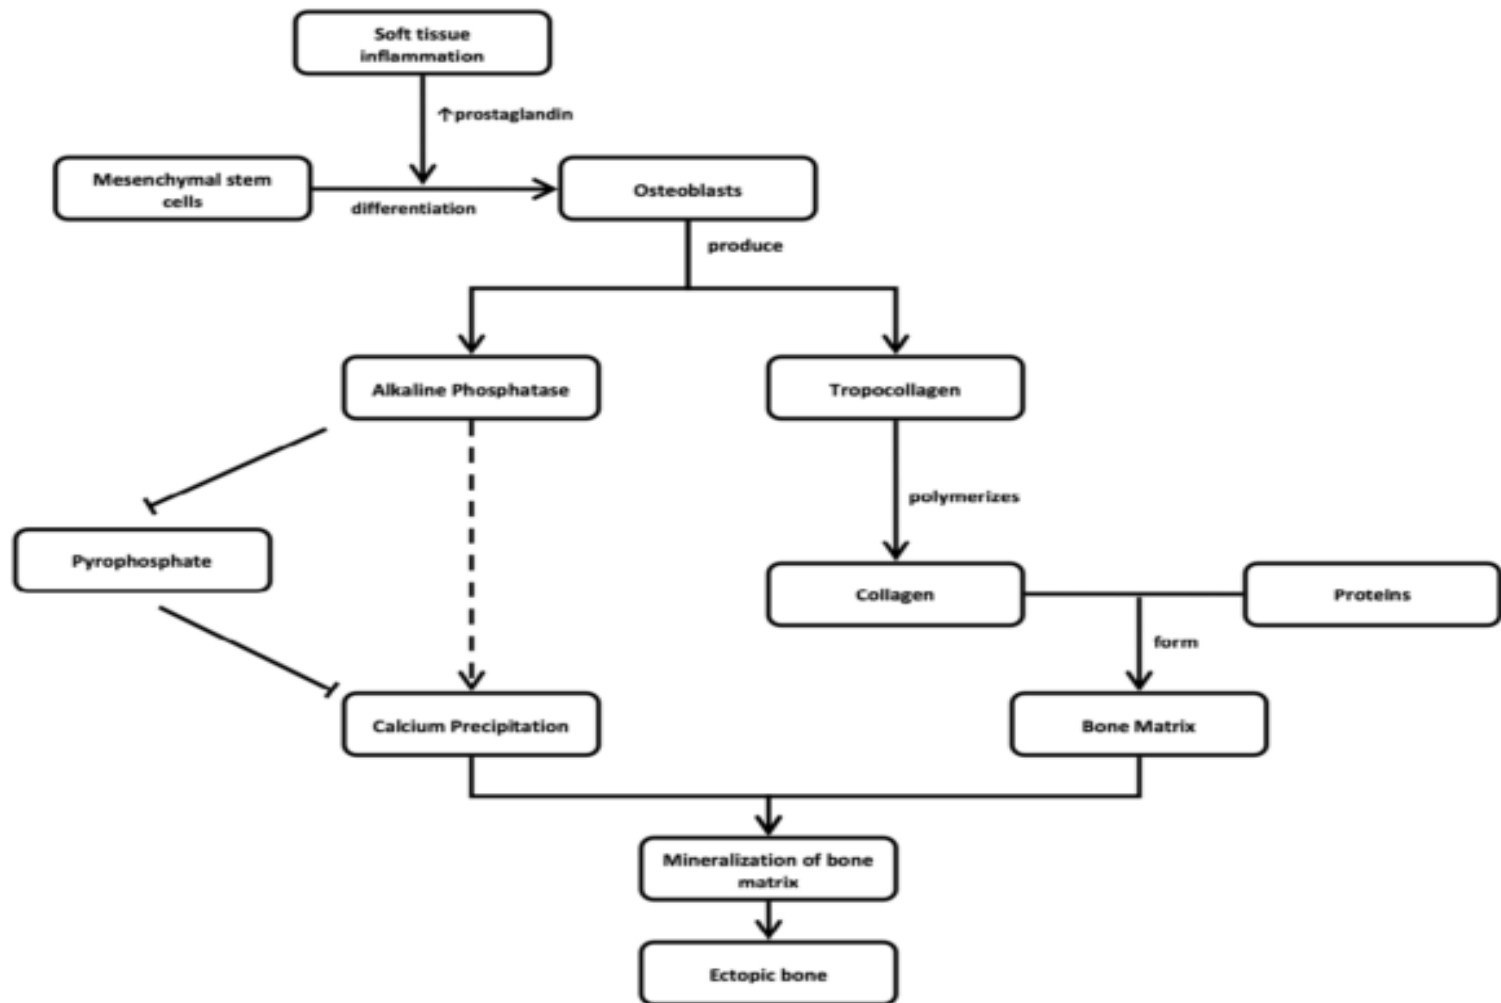 Soft tissue
inflammation
↑prostaglandin
Mesenchymal stem
cells
differentiation
Osteoblasts
produce
Alkaline Phosphatase
Tropocollagen
polymerizes
Pyrophosphate
Collagen
Proteins
form
Calcium Precipitation
Bone Matrix
Mineralization of bone
matrix
Ectopic bone